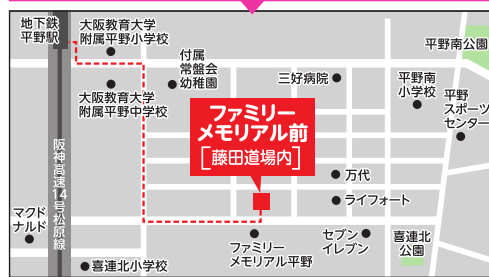 地下鉄
平野駅
大阪教育大学
附属平野小学校
付属
常盤会
幼稚園
大阪教育大学
附属平野中学校
三好病院
平野南公園
平野南
小学校
平野
スポーツ
センター
ファミリー
メモリアル前
[藤田道場内]
阪神高速14号松原線
万代
ライフォート
マクド
ナルド
ファミリー
メモリアル平野
セブン
イレブン
喜連北
公園
喜連北小学校